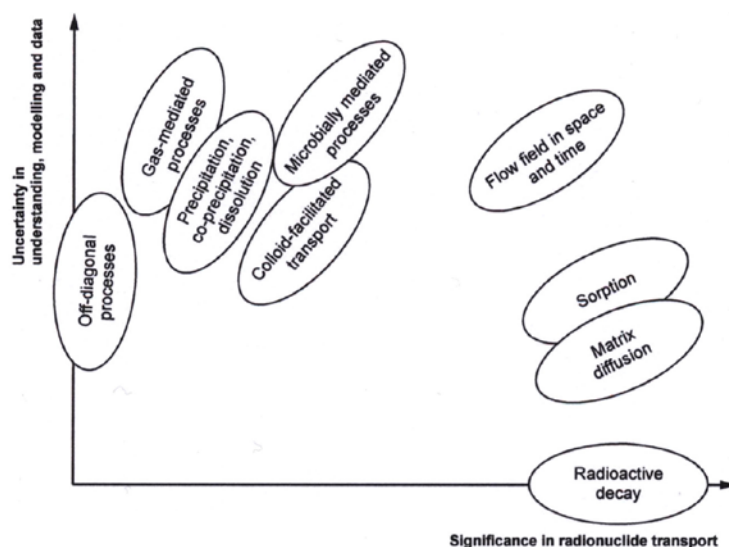 Uncertainty in
understanding, modelling and data
Off-diagonal
processes
Gas-mediated
processes
Precipitation,
co-precipitation,
dissolution
Microbially mediated
processes
Colloid-facilitated
transport
Flow field in space
and time
Sorption
Matrix
diffusion
Radioactive
decay
Significance in radionuclide transport